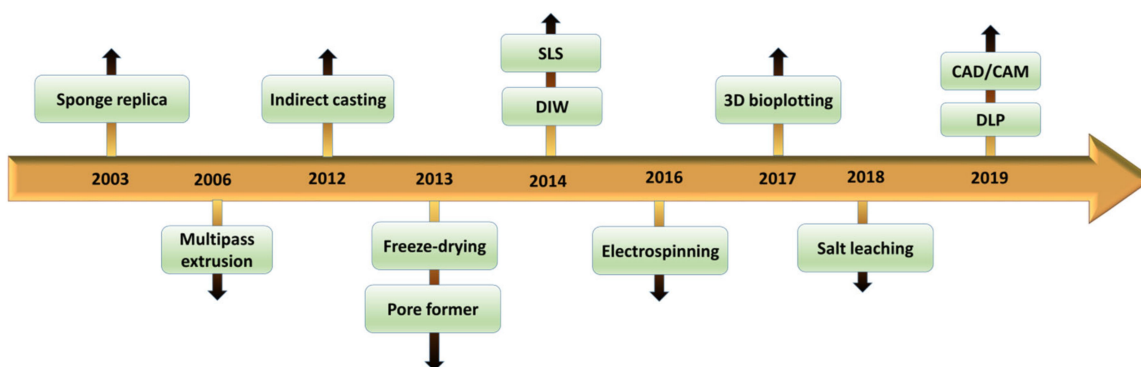 SLS
Sponge replica
Indirect casting
DIW
3D bioplotting
CAD/CAM
DLP
2003
2006
2012
2013
2014
2016
2017
2018
2019
Multipass
extrusion
Freeze-drying
Electrospinning
Salt leaching
Pore former